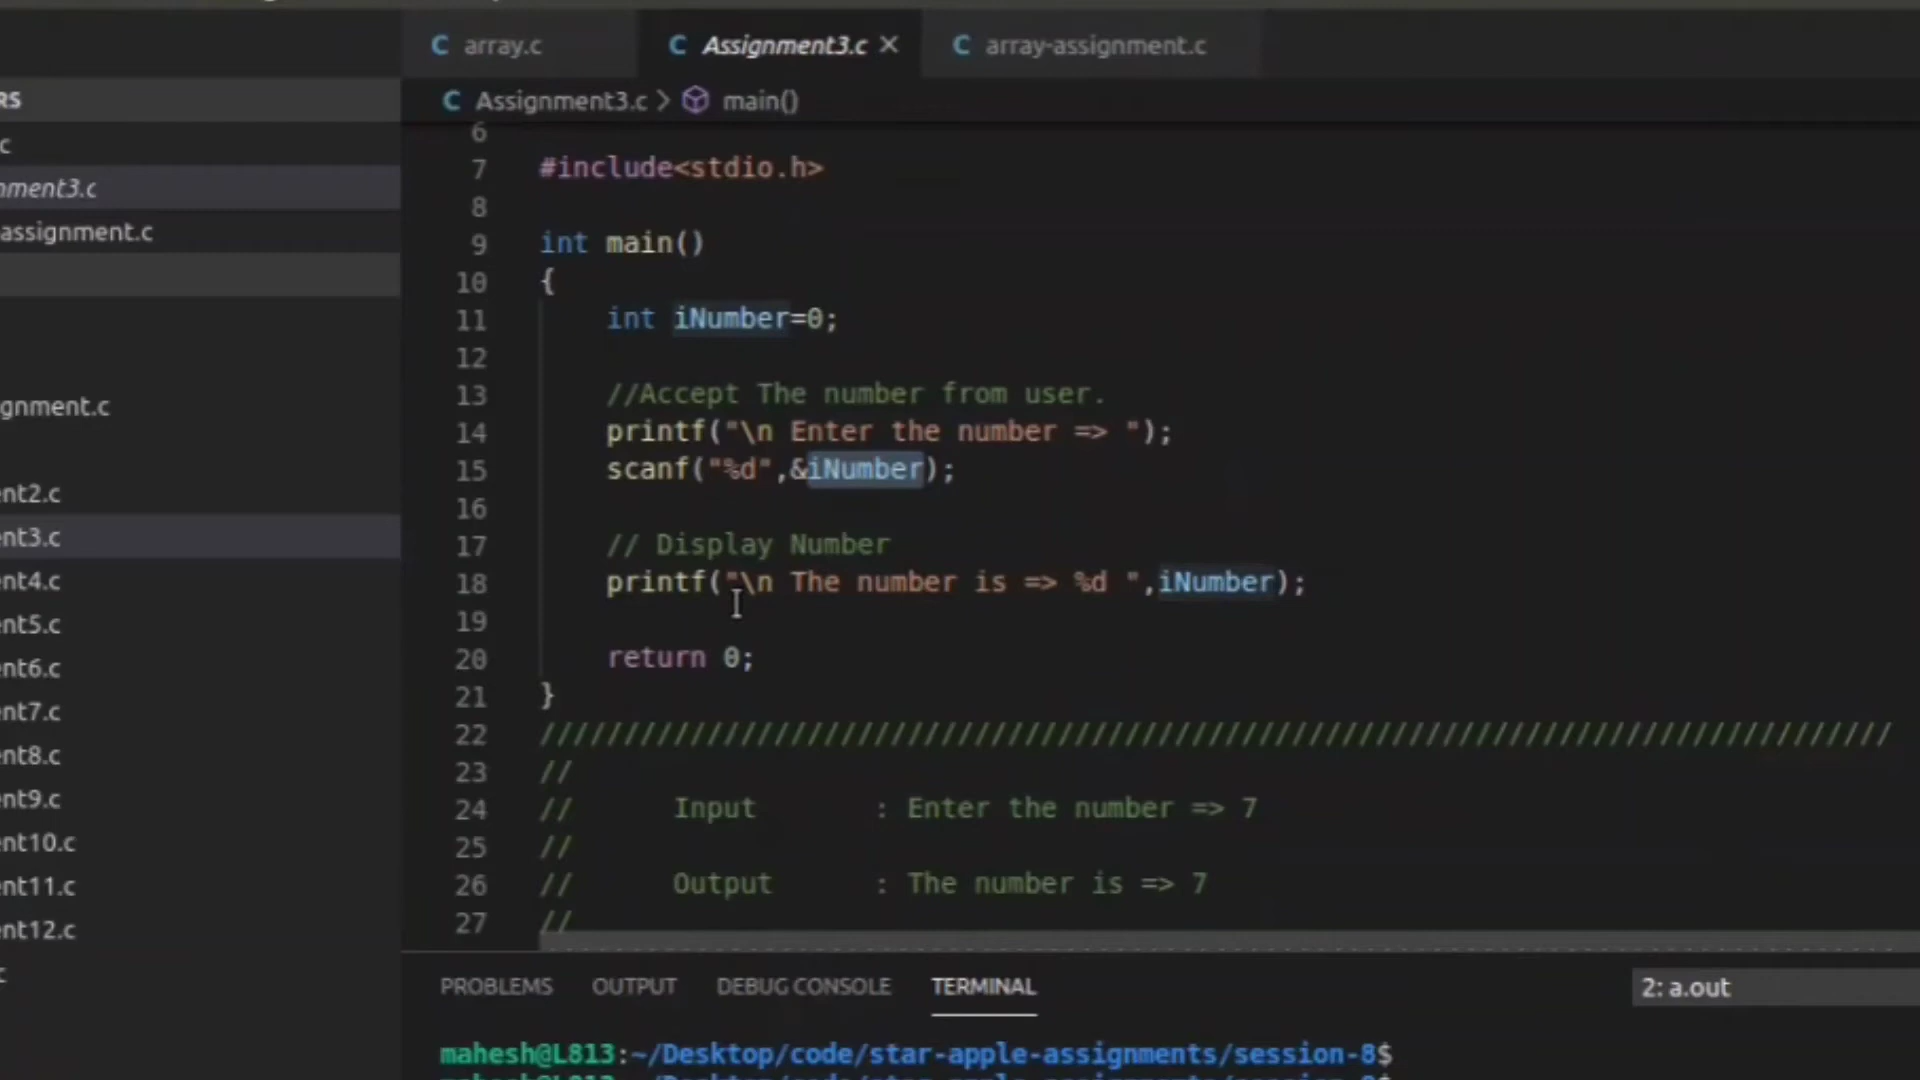 array.c
Assignment3.c
array-assignment.c
RS
Assignment3.c > main()
c
nment3.c
assignment.c
gnment.c
ent2.c
ent3.c
ent4.c
ent5.c
ent6.c
ent7.c
ent8.c
ent9.c
ent10.c
ent11.c
ent12.c
c
6
7 #include<stdio.h>
8
9 int main()
10 {
11 int iNumber=0;
12
13 //Accept The number from user.
14 printf("\n Enter the number => ");
15 scanf("%d",&iNumber);
16
17 // Display Number
18 printf("\n The number is => %d ",iNumber);
19
20 return 0;
21 }
22 /////////////////////////////////////////////////////////////////////////////////
23 //
24 // Input : Enter the number => 7
25 //
26 // Output : The number is => 7
27 //
PROBLEMS OUTPUT DEBUG CONSOLE TERMINAL
2: a.out
mahesh@L813:~/Desktop/code/star-apple-assignments/session-8$